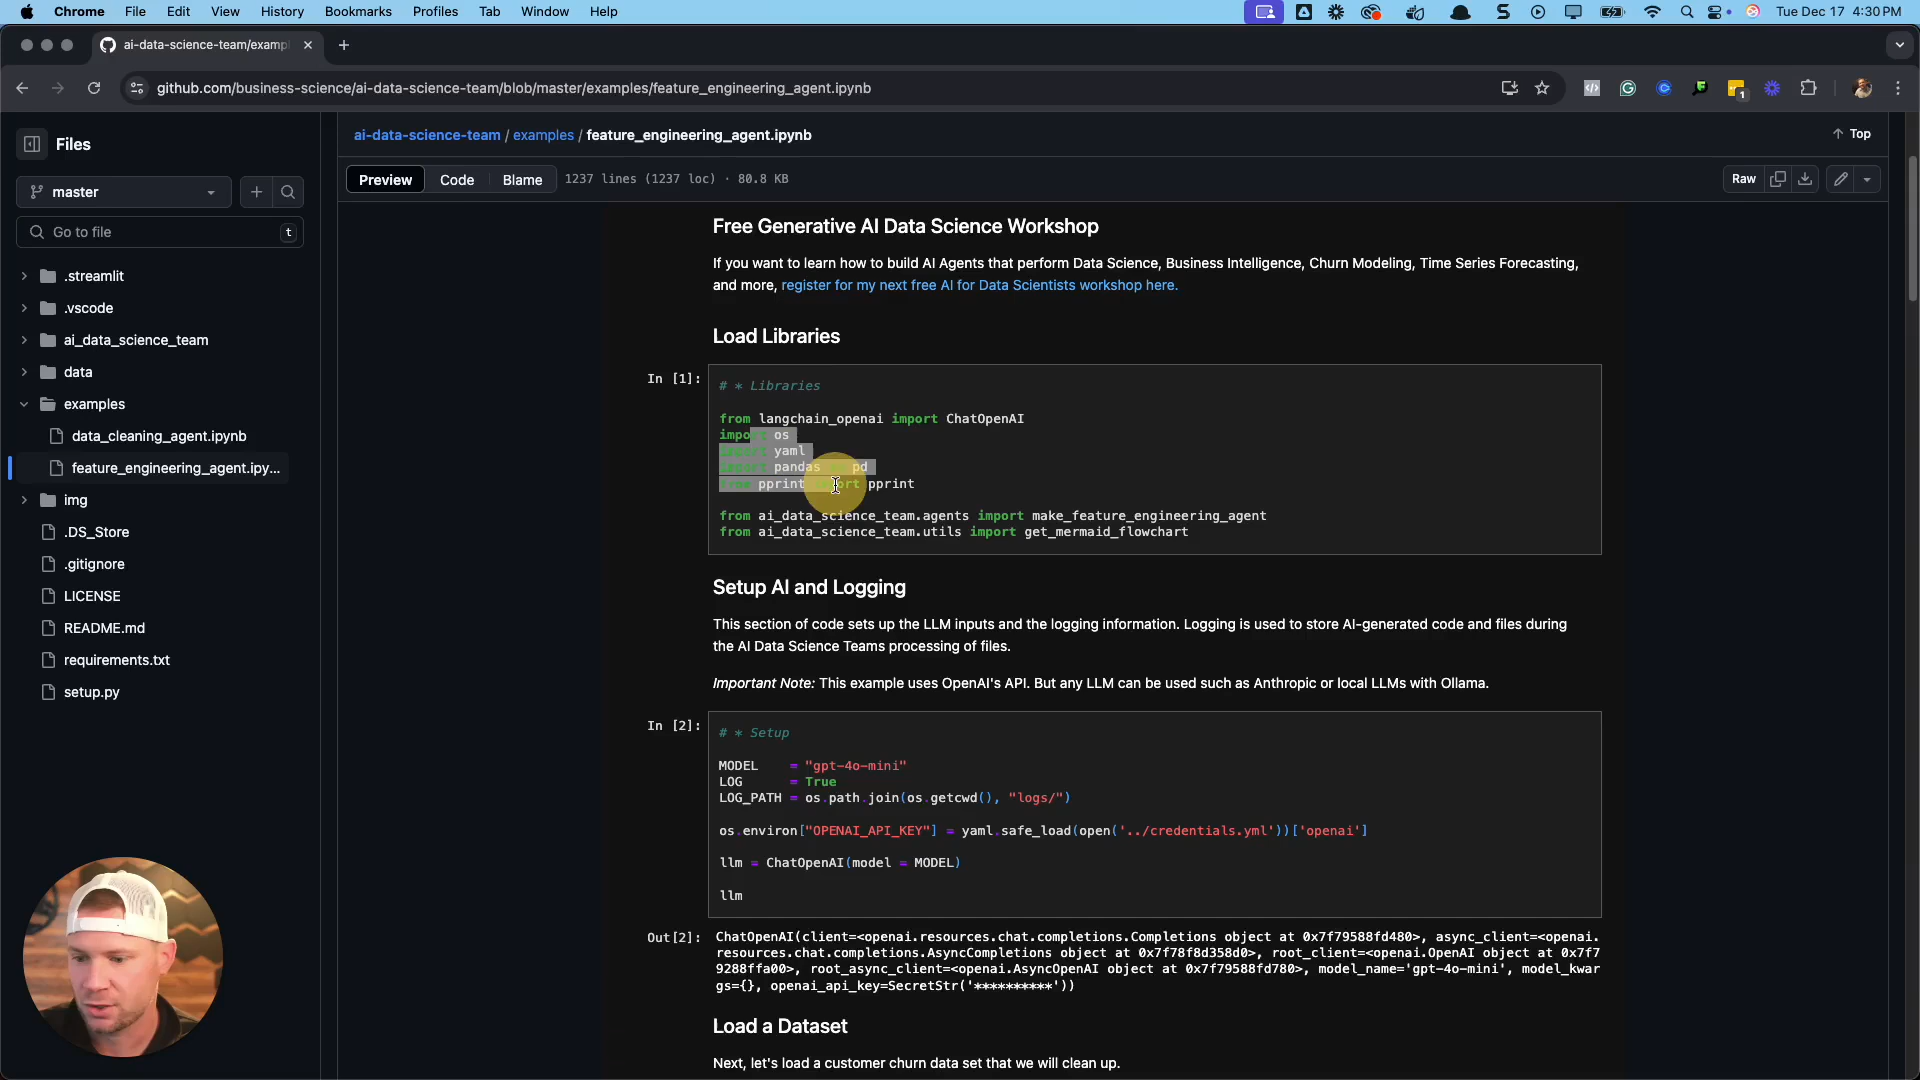 Chrome File Edit View History Bookmarks Profiles Tab Window Help
Tue Dec 17 4:30 PM
ai-data-science-team/exampl
github.com/business-science/ai-data-science-team/blob/master/examples/feature_engineering_agent.ipynb
1
Files
ai-data-science-team / examples / feature_engineering_agent.ipynb
Top
master
Preview Code Blame 1237 lines (1237 loc) · 80.8 KB
Raw
Go to file t
.streamlit
.vscode
ai_data_science_team
data
examples
data_cleaning_agent.ipynb
feature_engineering_agent.ipy...
img
.DS_Store
.gitignore
LICENSE
README.md
requirements.txt
setup.py
Free Generative AI Data Science Workshop
If you want to learn how to build AI Agents that perform Data Science, Business Intelligence, Churn Modeling, Time Series Forecasting,
and more, register for my next free AI for Data Scientists workshop here.
Load Libraries
In [1]:
# * Libraries
from langchain_openai import ChatOpenAI
import os
import yaml
import pandas as pd
from pprint import pprint
from ai_data_science_team.agents import make_feature_engineering_agent
from ai_data_science_team.utils import get_mermaid_flowchart
Setup AI and Logging
This section of code sets up the LLM inputs and the logging information. Logging is used to store AI-generated code and files during
the AI Data Science Teams processing of files.
Important Note: This example uses OpenAI's API. But any LLM can be used such as Anthropic or local LLMs with Ollama.
In [2]:
# * Setup
MODEL = "gpt-4o-mini"
LOG = True
LOG_PATH = os.path.join(os.getcwd(), "logs/")
os.environ["OPENAI_API_KEY"] = yaml.safe_load(open('../credentials.yml'))['openai']
llm = ChatOpenAI(model = MODEL)
llm
Out[2]: ChatOpenAI(client=<openai.resources.chat.completions.Completions object at 0x7f79588fd480>, async_client=<openai.
resources.chat.completions.AsyncCompletions object at 0x7f78f8d358d0>, root_client=<openai.OpenAI object at 0x7f7
9288ffa00>, root_async_client=<openai.AsyncOpenAI object at 0x7f79588fd780>, model_name='gpt-4o-mini', model_kwar
gs={}, openai_api_key=SecretStr('**********'))
Load a Dataset
Next, let's load a customer churn data set that we will clean up.